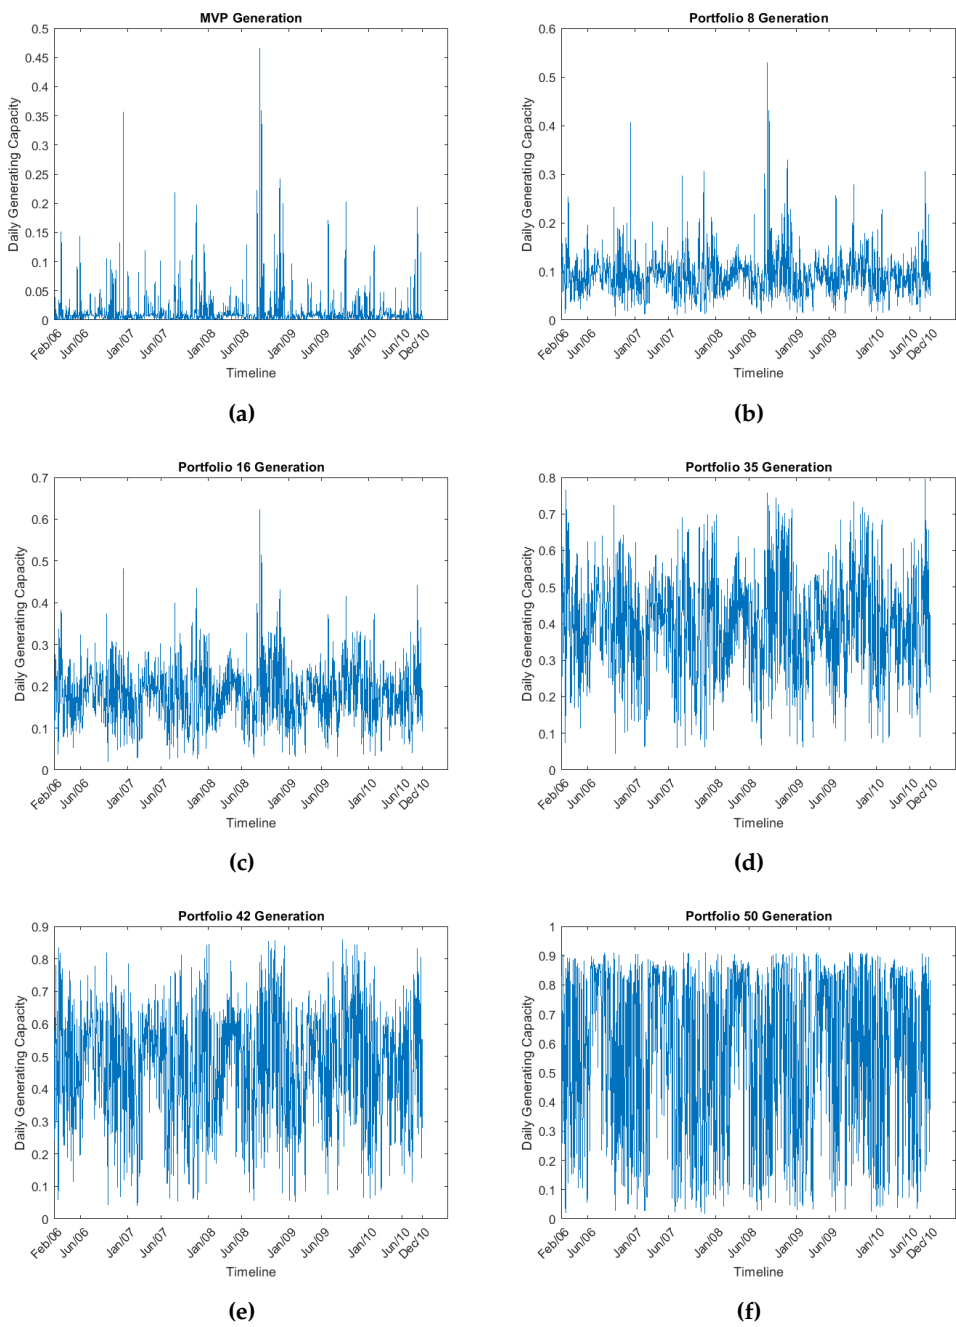 MVP Generation
Daily Generating Capacity
0.5
0.45
0.4
0.35
0.3
0.25
0.2
0.15
0.1
0.05
0
Feb/06 Jun/06 Jan/07 Jun/07 Jan/08 Jun/08 Jan/09 Jun/09 Jan/10 Jun/10 Dec/10
Timeline
(a)
Portfolio 8 Generation
Daily Generating Capacity
0.6
0.5
0.4
0.3
0.2
0.1
0
Feb/06 Jun/06 Jan/07 Jun/07 Jan/08 Jun/08 Jan/09 Jun/09 Jan/10 Jun/10 Dec/10
Timeline
(b)
Portfolio 16 Generation
Daily Generating Capacity
0.7
0.6
0.5
0.4
0.3
0.2
0.1
0
Feb/06 Jun/06 Jan/07 Jun/07 Jan/08 Jun/08 Jan/09 Jun/09 Jan/10 Jun/10 Dec/10
Timeline
(c)
Portfolio 35 Generation
Daily Generating Capacity
0.8
0.7
0.6
0.5
0.4
0.3
0.2
0.1
0
Feb/06 Jun/06 Jan/07 Jun/07 Jan/08 Jun/08 Jan/09 Jun/09 Jan/10 Jun/10 Dec/10
Timeline
(d)
Portfolio 42 Generation
Daily Generating Capacity
0.9
0.8
0.7
0.6
0.5
0.4
0.3
0.2
0.1
0
Feb/06 Jun/06 Jan/07 Jun/07 Jan/08 Jun/08 Jan/09 Jun/09 Jan/10 Jun/10 Dec/10
Timeline
(e)
Portfolio 50 Generation
Daily Generating Capacity
1
0.9
0.8
0.7
0.6
0.5
0.4
0.3
0.2
0.1
0
Feb/06 Jun/06 Jan/07 Jun/07 Jan/08 Jun/08 Jan/09 Jun/09 Jan/10 Jun/10 Dec/10
Timeline
(f)